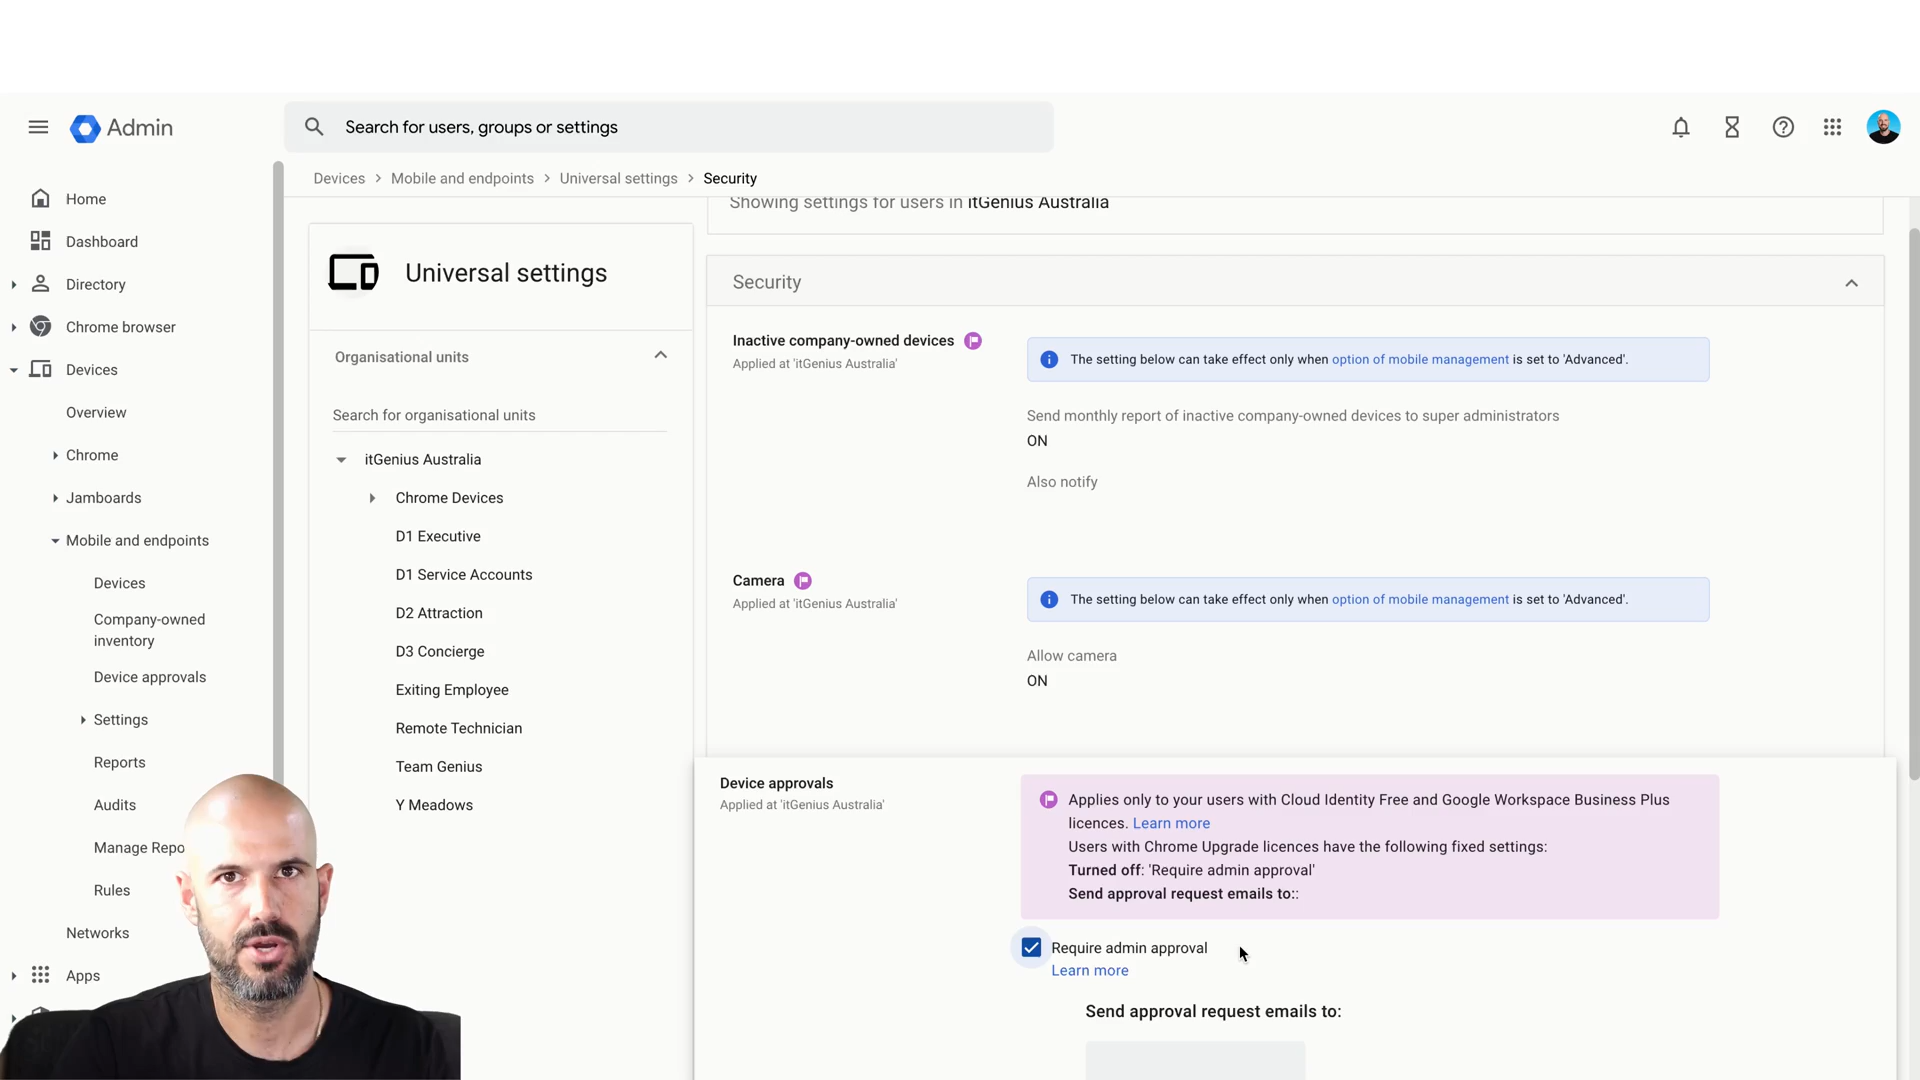 Admin
Search for users, groups or settings
Devices > Mobile and endpoints > Universal settings > Security
Home
Dashboard
Directory
Chrome browser
Devices
Overview
Chrome
Jamboards
Mobile and endpoints
Devices
Company-owned
inventory
Device approvals
Settings
Reports
Audits
Manage Repo
Rules
Networks
Apps
Universal settings
Organisational units
Search for organisational units
itGenius Australia
Chrome Devices
D1 Executive
D1 Service Accounts
D2 Attraction
D3 Concierge
Exiting Employee
Remote Technician
Team Genius
Y Meadows
Showing settings for users in itGenius Australia
Security
Inactive company-owned devices
Applied at 'itGenius Australia'
The setting below can take effect only when option of mobile management is set to 'Advanced'.
Send monthly report of inactive company-owned devices to super administrators
ON
Also notify
Camera
Applied at 'itGenius Australia'
The setting below can take effect only when option of mobile management is set to 'Advanced'.
Allow camera
ON
Device approvals
Applied at 'itGenius Australia'
Applies only to your users with Cloud Identity Free and Google Workspace Business Plus
licences. Learn more
Users with Chrome Upgrade licences have the following fixed settings:
Turned off: 'Require admin approval'
Send approval request emails to::
Require admin approval
Learn more
Send approval request emails to: